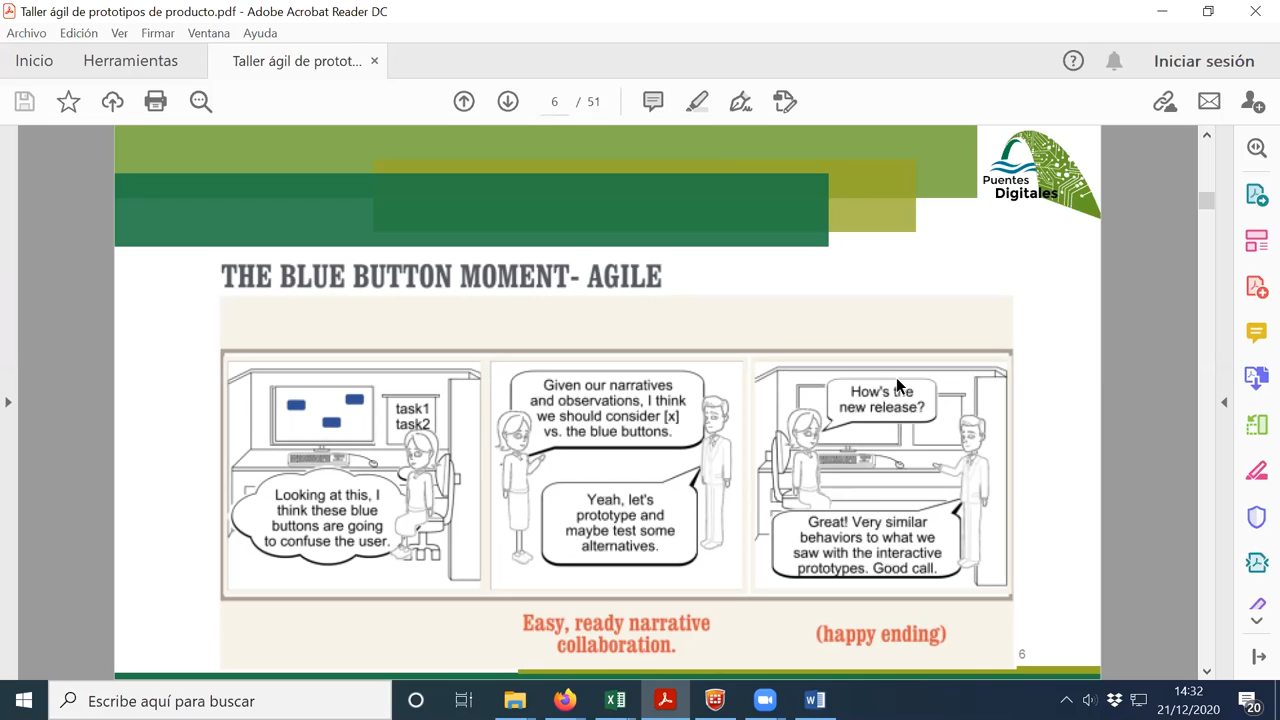 Taller ágil de prototipos de producto.pdf - Adobe Acrobat Reader DC
Archivo Edición Ver Firmar Ventana Ayuda
Inicio Herramientas Taller ágil de protot... × Iniciar sesión
6 / 51
Puentes
Digitales
THE BLUE BUTTON MOMENT- AGILE
task1
task2
Looking at this, I
think these blue
buttons are going
to confuse the user.
Given our narratives
and observations, I think
we should consider [x]
vs. the blue buttons.
Yeah, let's
prototype and
maybe test some
alternatives.
How's the
new release?
Great! Very similar
behaviors to what we
saw with the interactive
prototypes. Good call.
Easy, ready narrative
collaboration.
(happy ending)
6
Escribe aquí para buscar
14:32
21/12/2020
20